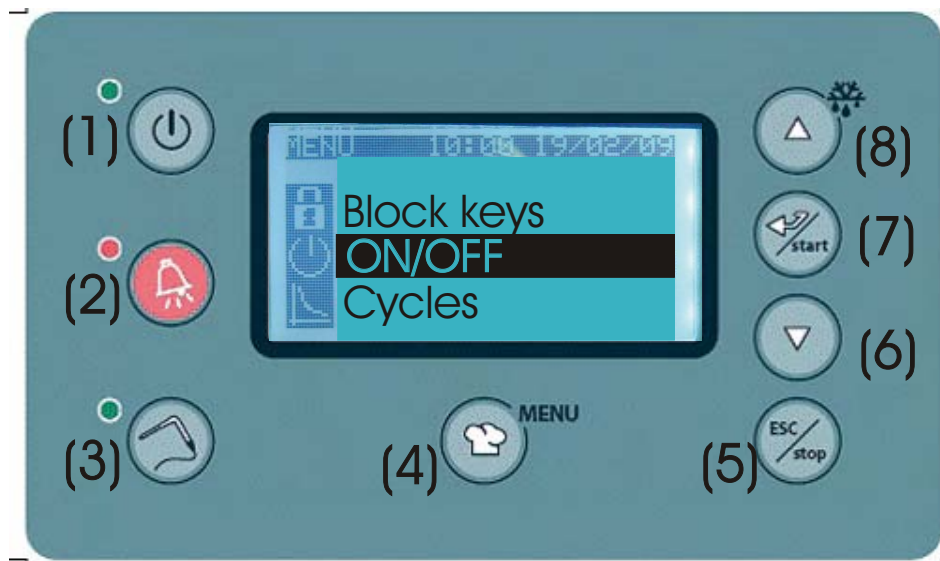 MENU 10:00 19/02/09
Block keys
ON/OFF
Cycles
(1)
(2)
(3)
(4)
MENU
(5)
ESC/stop
(6)
(7)
start
(8)